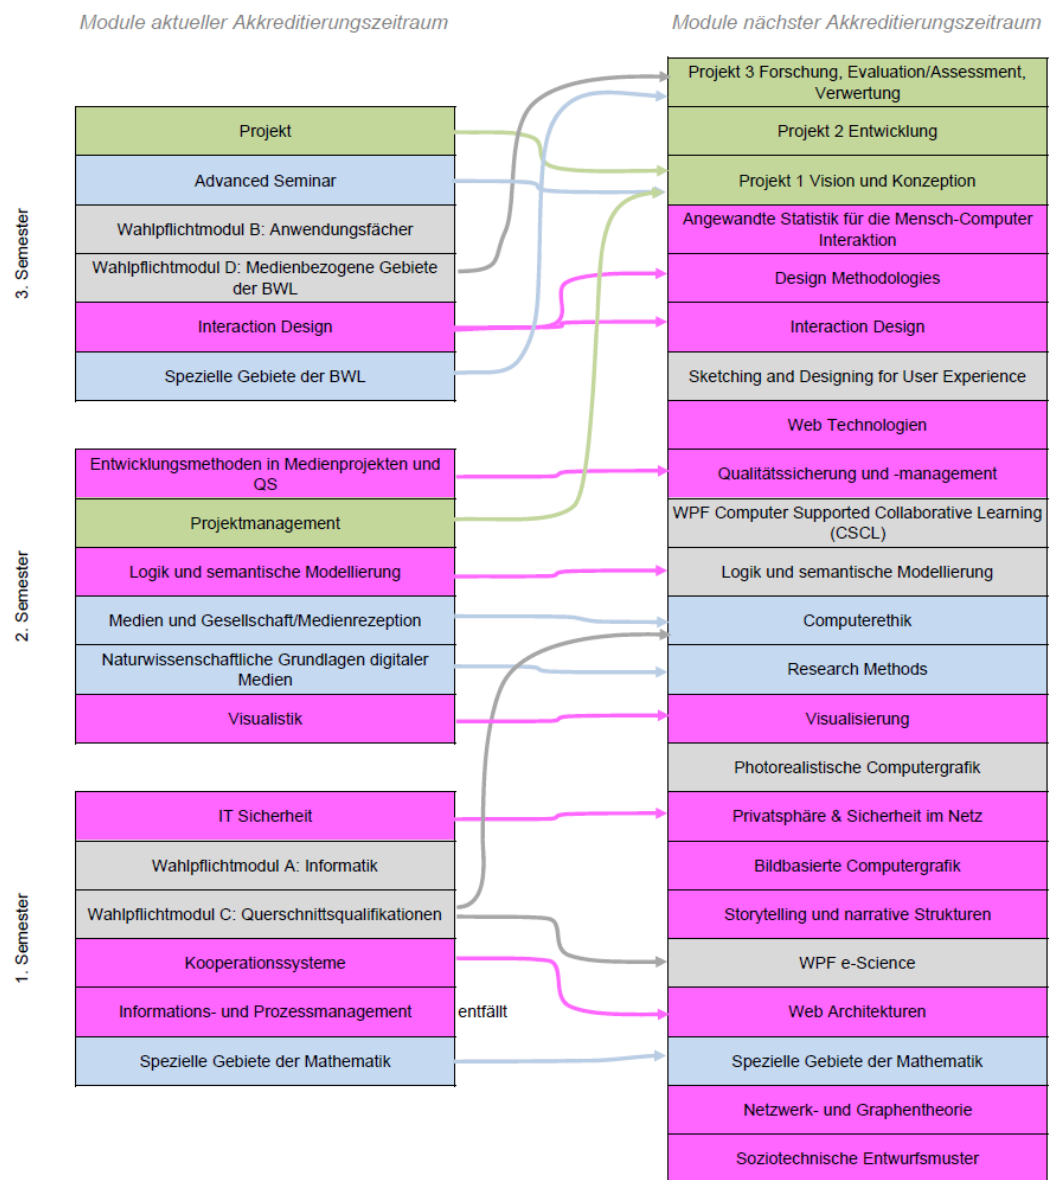 Module aktueller Akkreditierungszeitraum
3. Semester
Projekt
Advanced Seminar
Wahlpflichtmodul B: Anwendungsfächer
Wahlpflichtmodul D: Medienbezogene Gebiete
der BWL
Interaction Design
Spezielle Gebiete der BWL
2. Semester
Entwicklungsmethoden in Medienprojekten und
QS
Projektmanagement
Logik und semantische Modellierung
Medien und Gesellschaft/Medienrezeption
Naturwissenschaftliche Grundlagen digitaler
Medien
Visualistik
1. Semester
IT Sicherheit
Wahlpflichtmodul A: Informatik
Wahlpflichtmodul C: Querschnittsqualifikationen
Kooperationssysteme
Informations- und Prozessmanagement
entfällt
Spezielle Gebiete der Mathematik
Module nächster Akkreditierungszeitraum
Projekt 3 Forschung, Evaluation/Assessment,
Verwertung
Projekt 2 Entwicklung
Projekt 1 Vision und Konzeption
Angewandte Statistik für die Mensch-Computer
Interaktion
Design Methodologies
Interaction Design
Sketching and Designing for User Experience
Web Technologien
Qualitätssicherung und -management
WPF Computer Supported Collaborative Learning
(CSCL)
Logik und semantische Modellierung
Computerethik
Research Methods
Visualisierung
Photorealistische Computergrafik
Privatsphäre & Sicherheit im Netz
Bildbasierte Computergrafik
Storytelling und narrative Strukturen
WPF e-Science
Web Architekturen
Spezielle Gebiete der Mathematik
Netzwerk- und Graphentheorie
Soziotechnische Entwurfsmuster